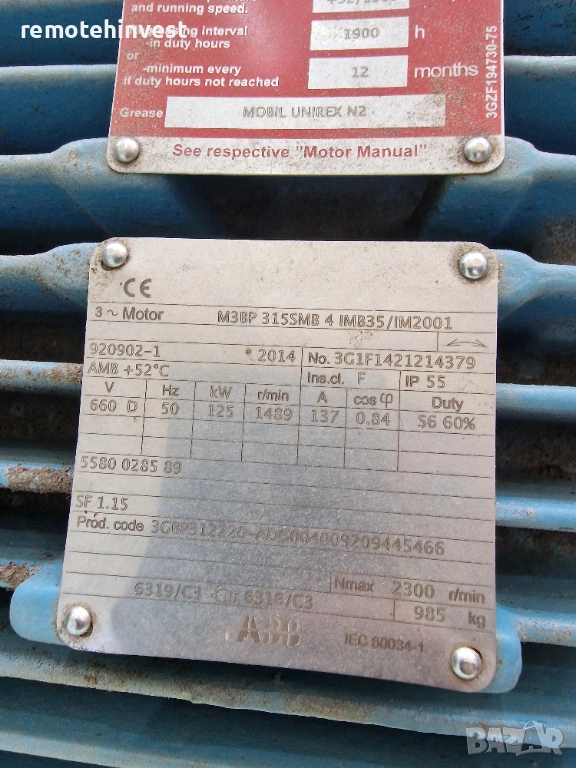 remotehinvest
and running speed.
-in duty hours
1900 h
or
-minimum every
if duty hours not reached
12 months
Grease MOBIL UNIREX N2
See respective "Motor Manual"
3GZF194730-75
CE
3 ~ Motor M3BP 315SMB 4 IMB35/IM2001
920902-1 2014 No. 3G1F1421214379
AMB +52°C Ins.cl. F IP 55
V Hz kW r/min A cos φ Duty
660 D 50 125 1489 137 0.84 S6 60%
5580 0285 89
SF 1.15
Prod. code
Nmax 2300 r/min
6319/C3 6316/C3 985 kg
ABB IEC 60034-1
BAZAR